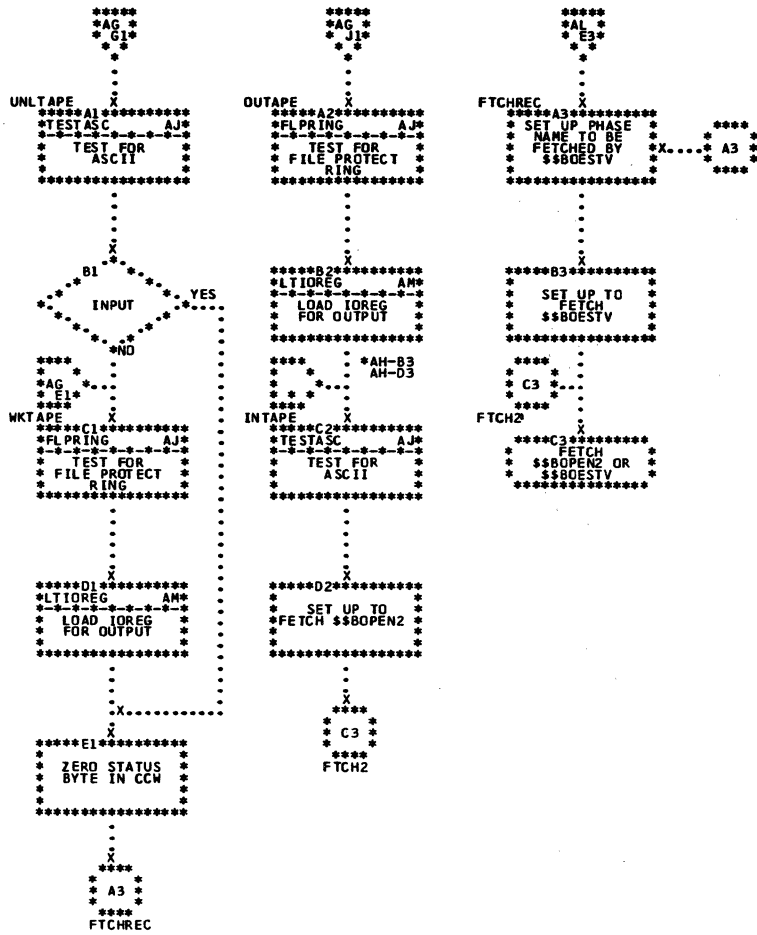 AG
G1
UNLTAPE
A1
TESTASC AJ
TEST FOR
ASCII
B1
INPUT
YES
NO
AG
E1
WKTAPE
C1
FLPRING AJ
TEST FOR
FILE PROTECT
RING
D1
LTIOREG AM
LOAD IOREG
FOR OUTPUT
X
E1
ZERO STATUS
BYTE IN CCW
A3
FTCHREC
AG
J1
OUTAPE
A2
FLPRING AJ
TEST FOR
FILE PROTECT
RING
B2
LTIOREG AM
LOAD IOREG
FOR OUTPUT
*AH-B3
AH-D3
INTAPE
C2
TESTASC AJ
TEST FOR
ASCII
D2
SET UP TO
FETCH $$BOPEN2
C3
FTCH2
AL
E3
FTCHREC
A3
SET UP PHASE
NAME TO BE
FETCHED BY
$$BOESTV
A3
B3
SET UP TO
FETCH
$$BOESTV
C3
FTCH2
C3
FETCH
$$BOPEN2 OR
$$BOESTV